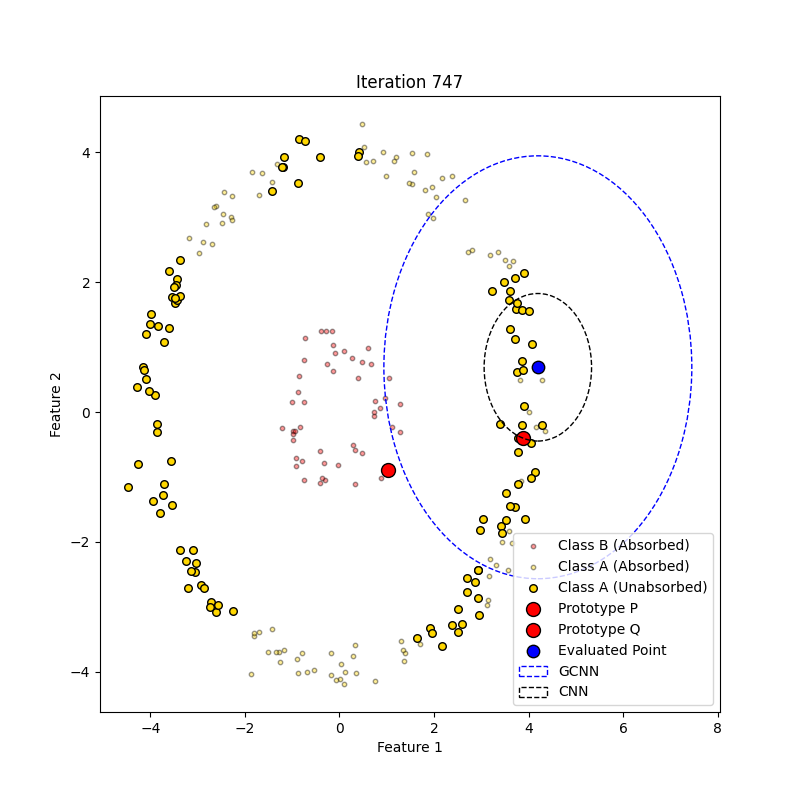 Iteration 747
Feature 2
4
2
0
−2
−4
−4 −2 0 2 4 6 8
Feature 1
Class B (Absorbed)
Class A (Absorbed)
Class A (Unabsorbed)
Prototype P
Prototype Q
Evaluated Point
GCNN
CNN